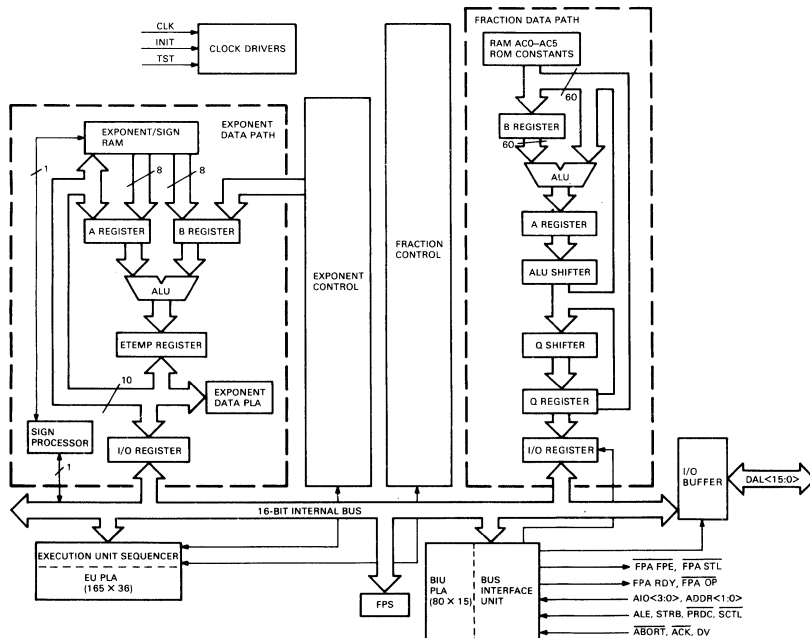 CLK
INIT
TST
CLOCK DRIVERS
EXPONENT
DATA PATH
EXPONENT/SIGN
RAM
1
8
8
A REGISTER
B REGISTER
ALU
ETEMP REGISTER
10
EXPONENT
DATA PLA
SIGN
PROCESSOR
1
I/O REGISTER
EXPONENT
CONTROL
FRACTION
CONTROL
FRACTION DATA PATH
RAM AC0–AC5
ROM CONSTANTS
60
B REGISTER
60
ALU
A REGISTER
ALU SHIFTER
Q SHIFTER
Q REGISTER
I/O REGISTER
I/O
BUFFER
DAL<15:0>
16-BIT INTERNAL BUS
EXECUTION UNIT SEQUENCER
EU PLA
(165 × 36)
FPS
BIU
PLA
(80 × 15)
BUS
INTERFACE
UNIT
FPA FPE, FPA STL
FPA RDY, FPA OP
AIO<3:0>, ADDR<1:0>
ALE, STRB, PRDC, SCTL
ABORT, ACK, DV